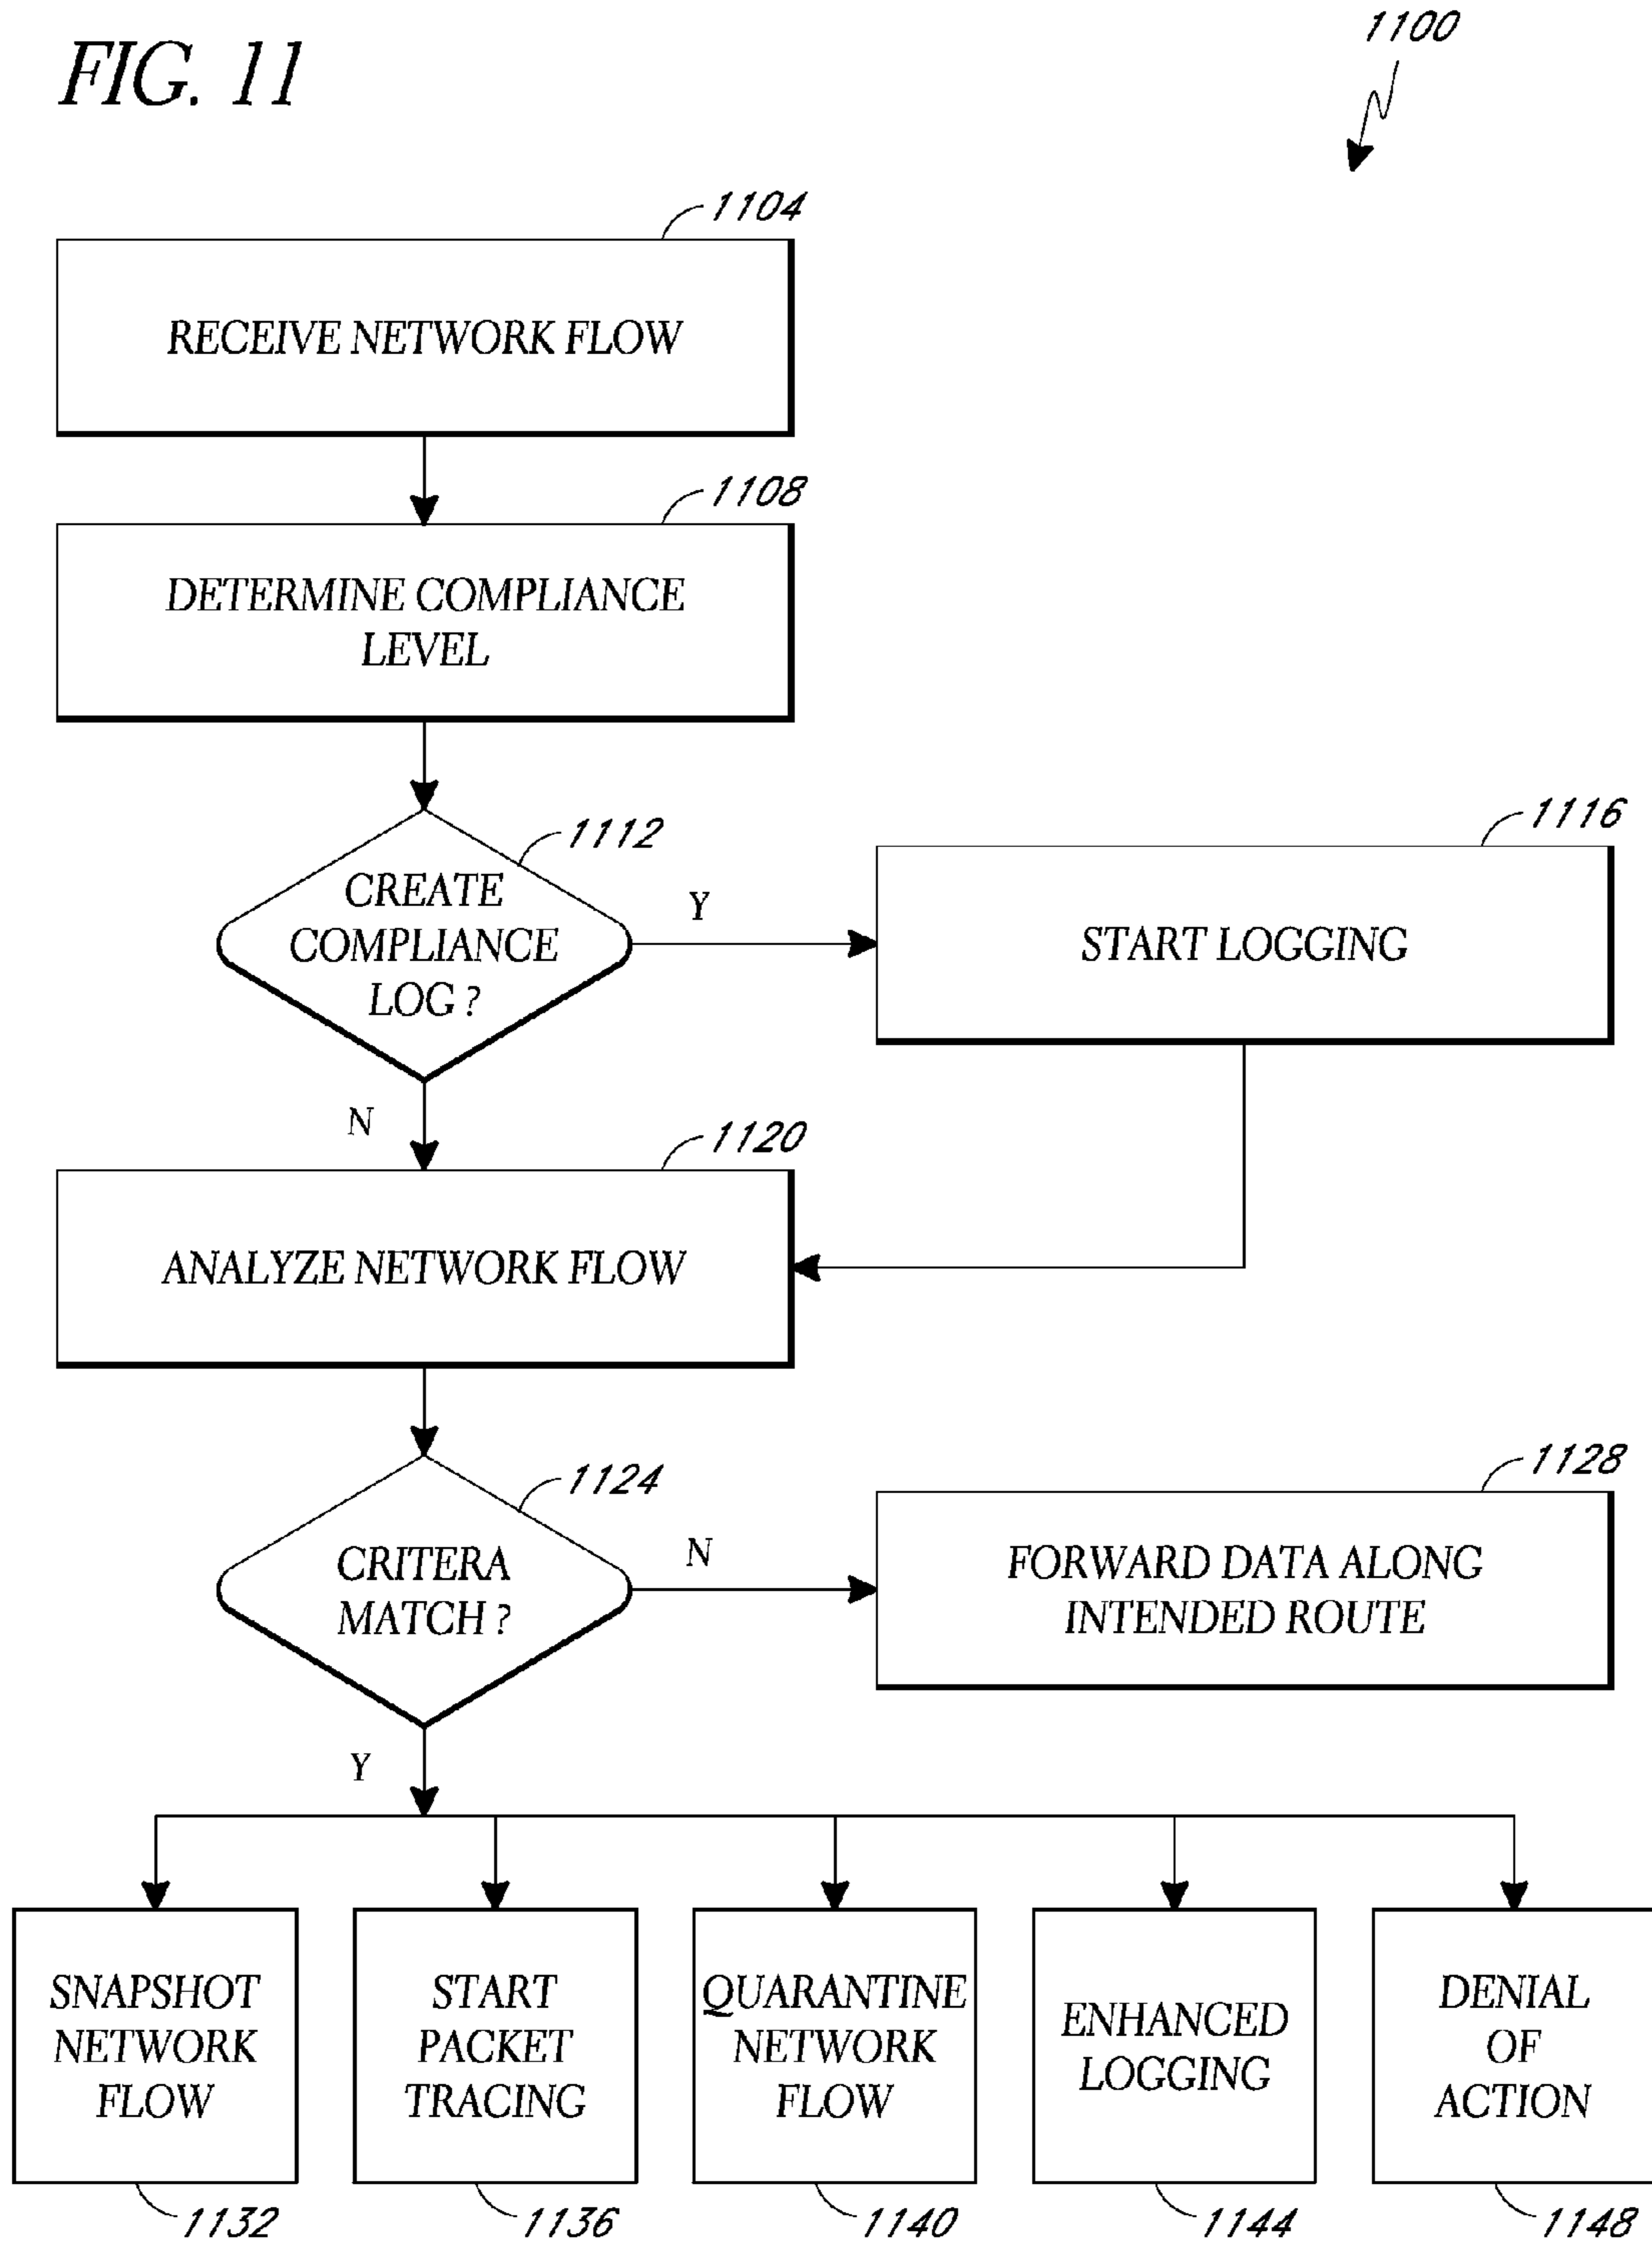 FIG. 11
1100
1104
RECEIVE NETWORK FLOW
1108
DETERMINE COMPLIANCE
LEVEL
1112
CREATE
COMPLIANCE
LOG ?
Y
1116
START LOGGING
N
1120
ANALYZE NETWORK FLOW
1124
CRITERA
MATCH ?
N
1128
FORWARD DATA ALONG
INTENDED ROUTE
Y
SNAPSHOT
NETWORK
FLOW
1132
START
PACKET
TRACING
1136
QUARANTINE
NETWORK
FLOW
1140
ENHANCED
LOGGING
1144
DENIAL
OF
ACTION
1148